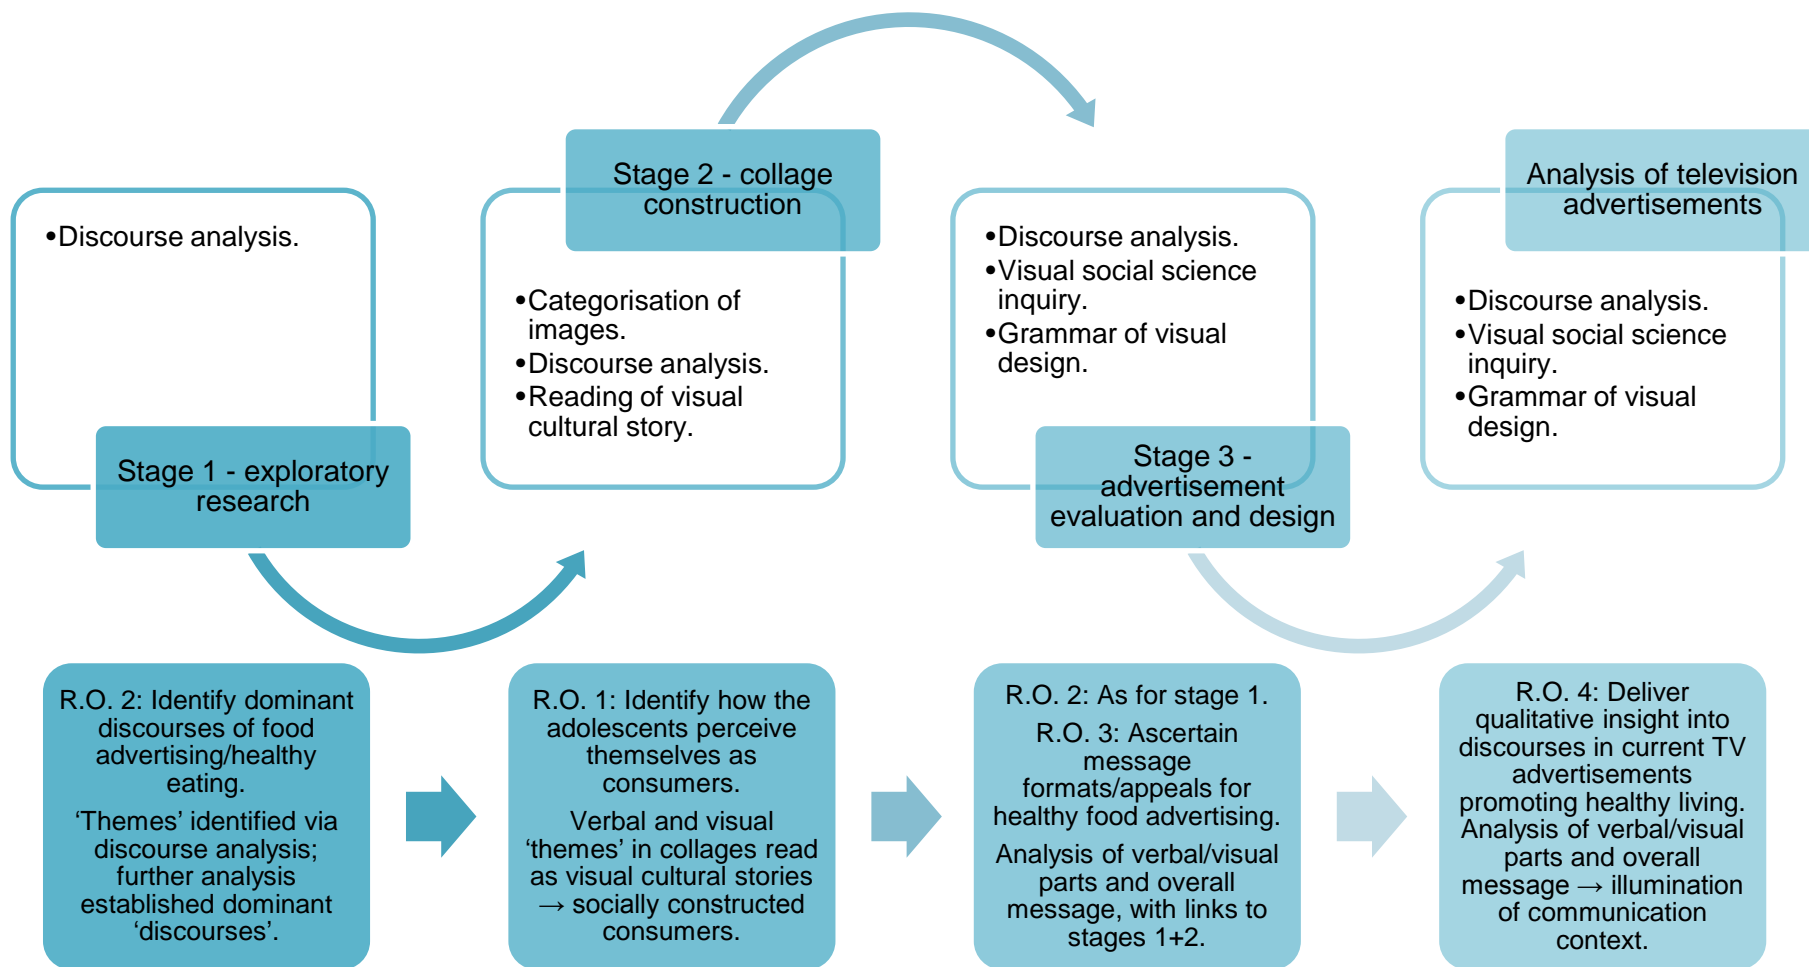 •Discourse analysis.
Stage 1 - exploratory
research
Stage 2 - collage
construction
•Categorisation of
images.
•Discourse analysis.
•Reading of visual
cultural story.
•Discourse analysis.
•Visual social science
inquiry.
•Grammar of visual
design.
Stage 3 -
advertisement
evaluation and design
Analysis of television
advertisements
•Discourse analysis.
•Visual social science
inquiry.
•Grammar of visual
design.
R.O. 2: Identify dominant
discourses of food
advertising/healthy
eating.
‘Themes’ identified via
discourse analysis;
further analysis
established dominant
‘discourses’.
R.O. 1: Identify how the
adolescents perceive
themselves as
consumers.
Verbal and visual
‘themes’ in collages read
as visual cultural stories
→ socially constructed
consumers.
R.O. 2: As for stage 1.
R.O. 3: Ascertain
message
formats/appeals for
healthy food advertising.
Analysis of verbal/visual
parts and overall
message, with links to
stages 1+2.
R.O. 4: Deliver
qualitative insight into
discourses in current TV
advertisements
promoting healthy living.
Analysis of verbal/visual
parts and overall
message → illumination
of communication
context.